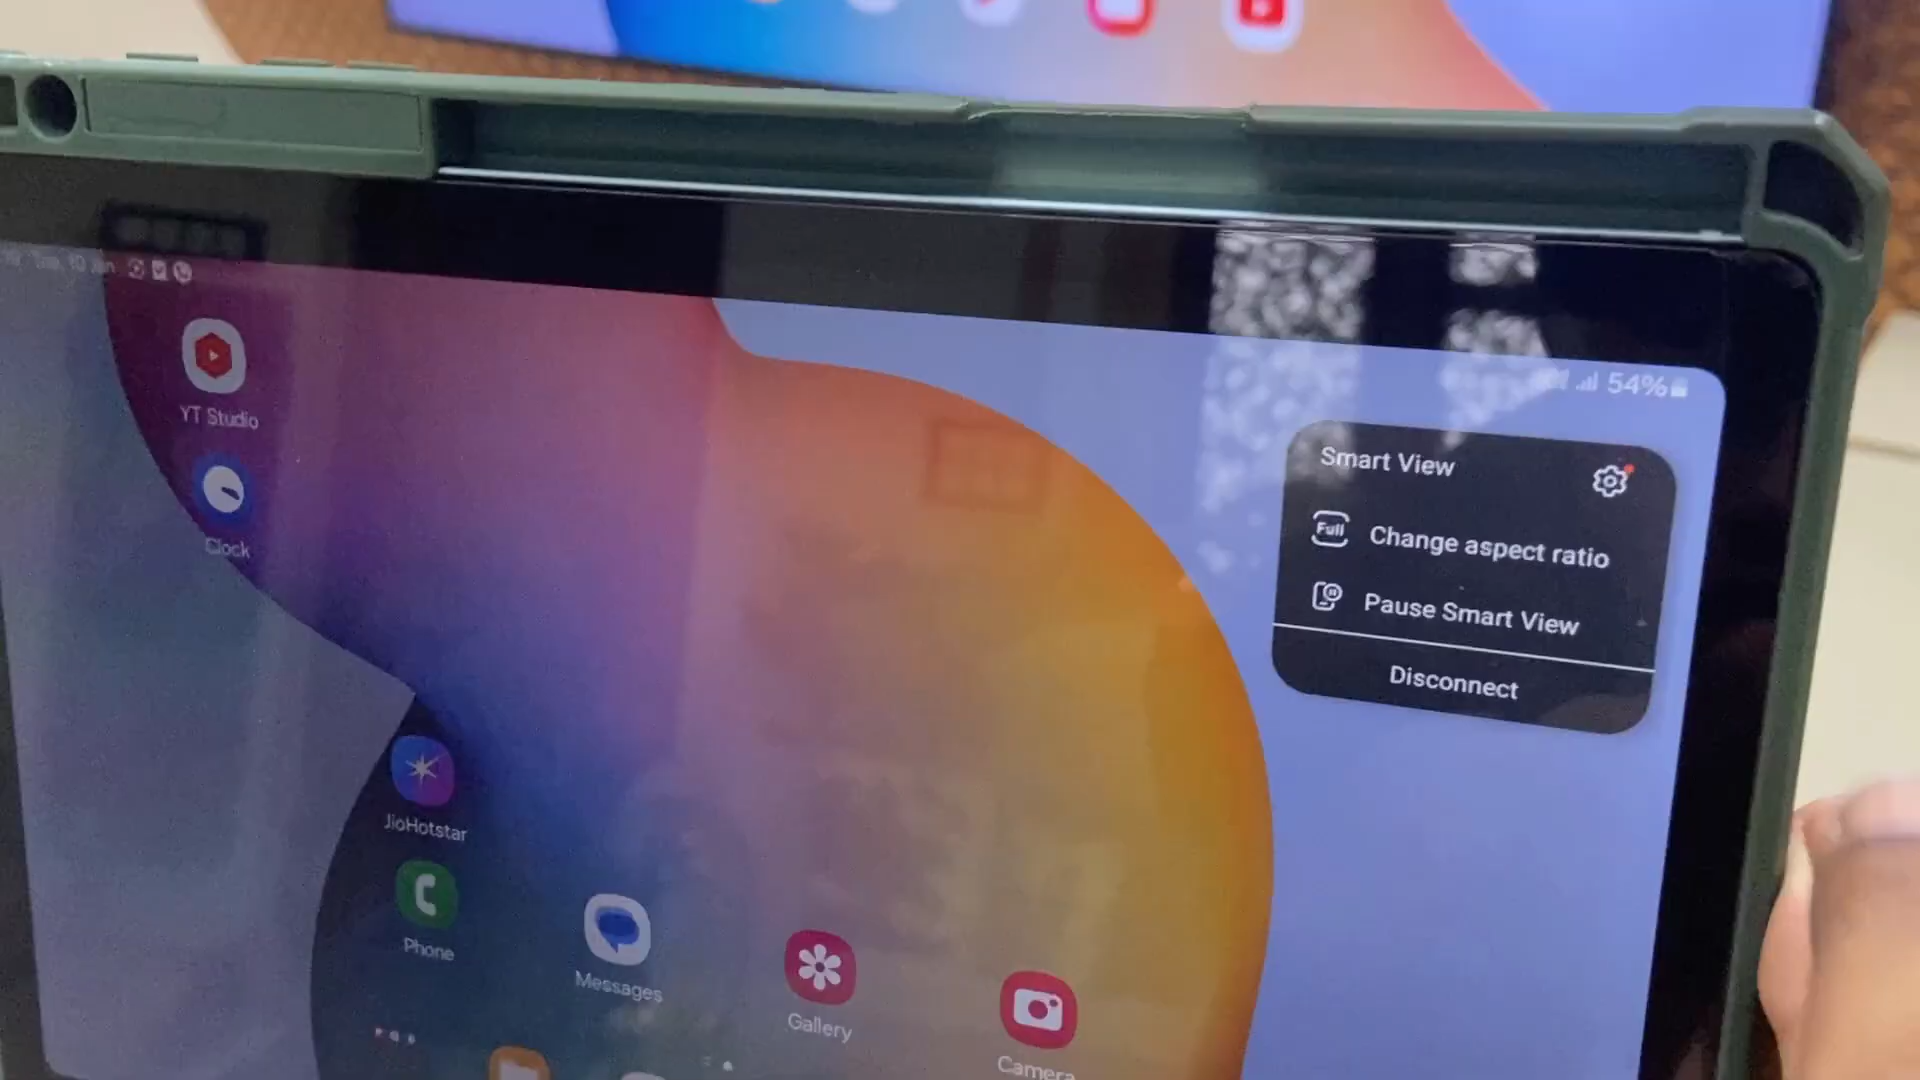 54%
YT Studio
Smart View
Full
Change aspect ratio
Clock
Pause Smart View
Disconnect
JioHotstar
Phone
Messages
Gallery
Camera